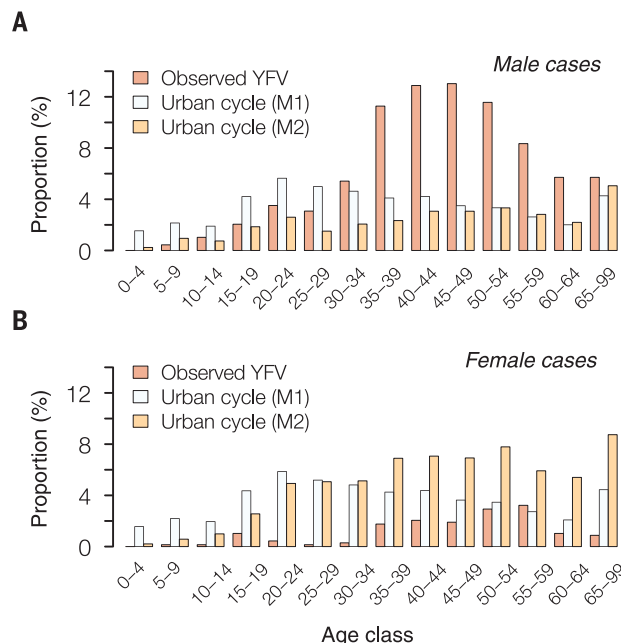 A
Male cases
Observed YFV
Urban cycle (M1)
Urban cycle (M2)
Proportion (%)
12
8
4
0
0–4
5–9
10–14
15–19
20–24
25–29
30–34
35–39
40–44
45–49
50–54
55–59
60–64
65–99
B
Female cases
Observed YFV
Urban cycle (M1)
Urban cycle (M2)
Proportion (%)
12
8
4
0
0–4
5–9
10–14
15–19
20–24
25–29
30–34
35–39
40–44
45–49
50–54
55–59
60–64
65–99
Age class